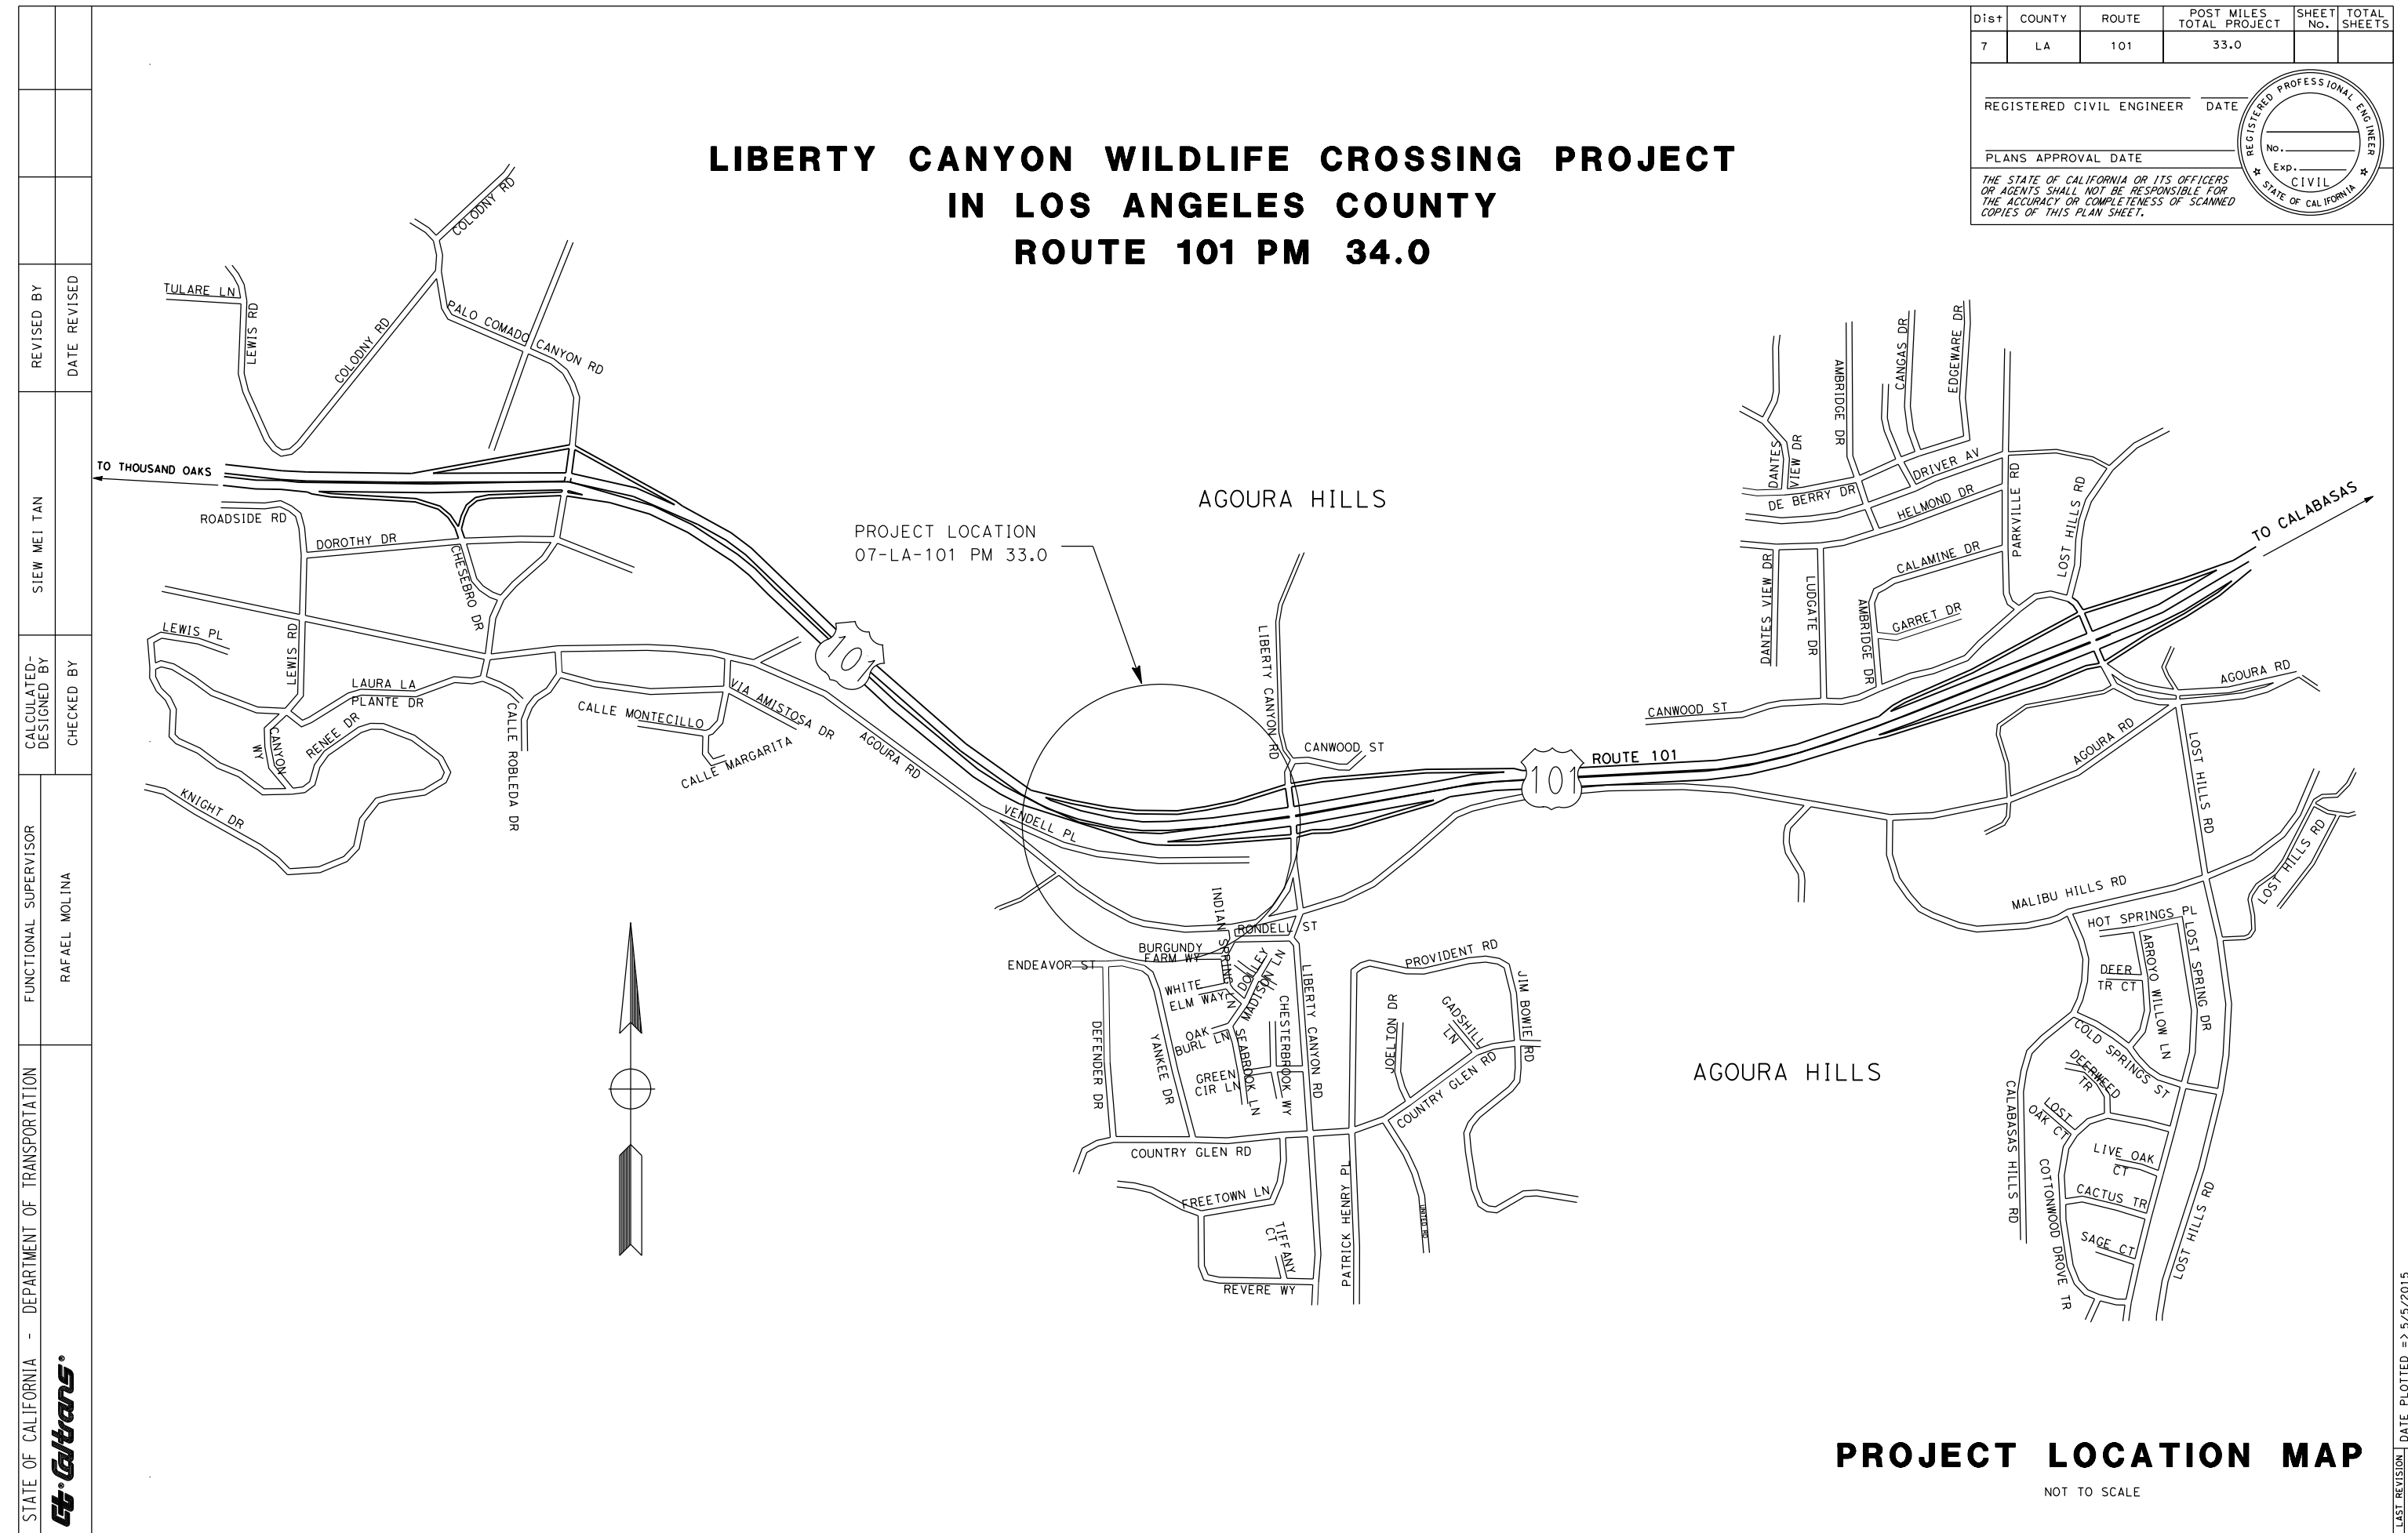 Dist COUNTY ROUTE POST MILES TOTAL PROJECT SHEET No. TOTAL SHEETS
7 LA 101 33.0
REGISTERED CIVIL ENGINEER DATE
PLANS APPROVAL DATE
REGISTERED PROFESSIONAL ENGINEER
No.
Exp.
CIVIL
STATE OF CALIFORNIA
THE STATE OF CALIFORNIA OR ITS OFFICERS
OR AGENTS SHALL NOT BE RESPONSIBLE FOR
THE ACCURACY OR COMPLETENESS OF SCANNED
COPIES OF THIS PLAN SHEET.
LIBERTY CANYON WILDLIFE CROSSING PROJECT
IN LOS ANGELES COUNTY
ROUTE 101 PM 34.0
REVISED BY
DATE REVISED
SIEW MEI TAN
CALCULATED-
DESIGNED BY
CHECKED BY
FUNCTIONAL SUPERVISOR
RAFAEL MOLINA
STATE OF CALIFORNIA - DEPARTMENT OF TRANSPORTATION
Ct® Caltrans®
COLODNY RD
TULARE LN
LEWIS RD
COLODNY RD
PALO COMADO CANYON RD
TO THOUSAND OAKS
ROADSIDE RD
DOROTHY DR
CHESEBRO DR
LEWIS PL
LEWIS RD
LAURA LA
PLANTE DR
RENEE DR
CANYON
WY
KNIGHT DR
CALLE ROBLEDA DR
CALLE MONTECILLO
CALLE MARGARITA
VIA AMISTOSA DR
AGOURA RD
101
AGOURA HILLS
PROJECT LOCATION
07-LA-101 PM 33.0
LIBERTY CANYON RD
CANWOOD ST
VENDELL PL
101
ROUTE 101
DANTES
VIEW DR
AMBRIDGE DR
CANGAS DR
EDGEWARE DR
DE BERRY DR
DRIVER AV
HELMOND DR
PARKVILLE RD
LOST HILLS RD
TO CALABASAS
CALAMINE DR
GARRET DR
DANTES VIEW DR
LUDGATE DR
AMBRIDGE DR
CANWOOD ST
AGOURA RD
AGOURA RD
LOST HILLS RD
LOST HILLS RD
MALIBU HILLS RD
HOT SPRINGS PL
ARROYO WILLOW LN
LOST SPRING DR
DEER
TR CT
COLD SPRINGS ST
DEERWEED
TR
LOST
OAK CT
LIVE OAK
CT
CACTUS TR
SAGE CT
CALABASAS HILLS RD
COTTONWOOD DROVE TR
LOST HILLS RD
INDIAN SPRING LN
RONDELL ST
BURGUNDY
FARM WY
ENDEAVOR ST
WHITE
ELM WAY
DOLLEY
MADISON LN
OAK
BURL LN
SEABROOK LN
GREEN
CIR LN
CHESTERBROOK WY
LIBERTY CANYON RD
DEFENDER DR
YANKEE DR
COUNTRY GLEN RD
FREETOWN LN
TIFFANY
CT
REVERE WY
PATRICK HENRY PL
PROVIDENT RD
JIM BOWIE RD
JOELTON DR
GADSHILL
LN
COUNTRY GLEN RD
UNITED RD
AGOURA HILLS
PROJECT LOCATION MAP
NOT TO SCALE
LAST REVISION
DATE PLOTTED => 5/5/2015